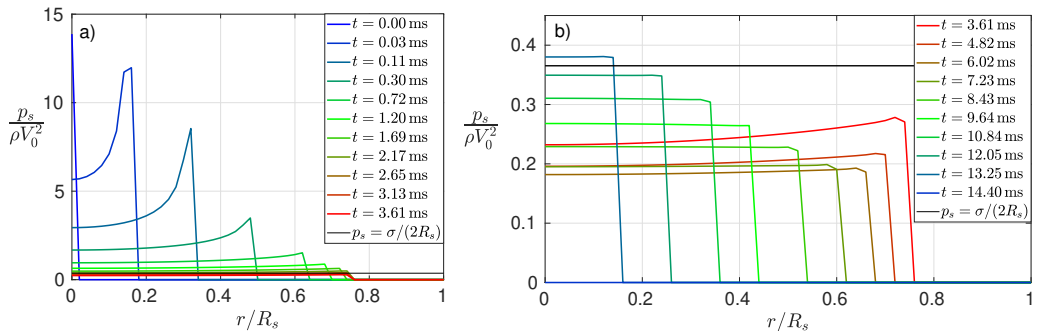 a)
15
10
5
0
p_s / ρV_0^2
0
0.2
0.4
0.6
0.8
1
r/R_s
t = 0.00 ms
t = 0.03 ms
t = 0.11 ms
t = 0.30 ms
t = 0.72 ms
t = 1.20 ms
t = 1.69 ms
t = 2.17 ms
t = 2.65 ms
t = 3.13 ms
t = 3.61 ms
p_s = σ/(2R_s)
b)
0.4
0.3
0.2
0.1
0
p_s / ρV_0^2
0
0.2
0.4
0.6
0.8
1
r/R_s
t = 3.61 ms
t = 4.82 ms
t = 6.02 ms
t = 7.23 ms
t = 8.43 ms
t = 9.64 ms
t = 10.84 ms
t = 12.05 ms
t = 13.25 ms
t = 14.40 ms
p_s = σ/(2R_s)